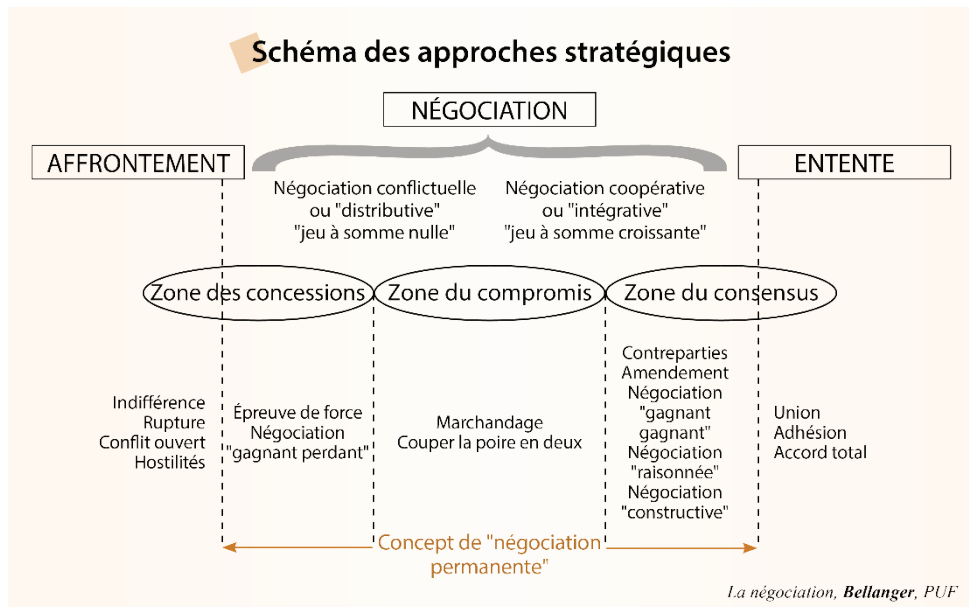 Schéma des approches stratégiques
NÉGOCIATION
AFFRONTEMENT
ENTENTE
Négociation conflictuelle
ou "distributive"
"jeu à somme nulle"
Négociation coopérative
ou "intégrative"
"jeu à somme croissante"
Zone des concessions
Zone du compromis
Zone du consensus
Indifférence
Rupture
Conflit ouvert
Hostilités
Épreuve de force
Négociation
"gagnant perdant"
Marchandage
Couper la poire en deux
Contreparties
Amendement
Négociation
"gagnant
gagnant"
Négociation
"raisonnée"
Négociation
"constructive"
Union
Adhésion
Accord total
Concept de "négociation
permanente"
La négociation, Bellanger, PUF